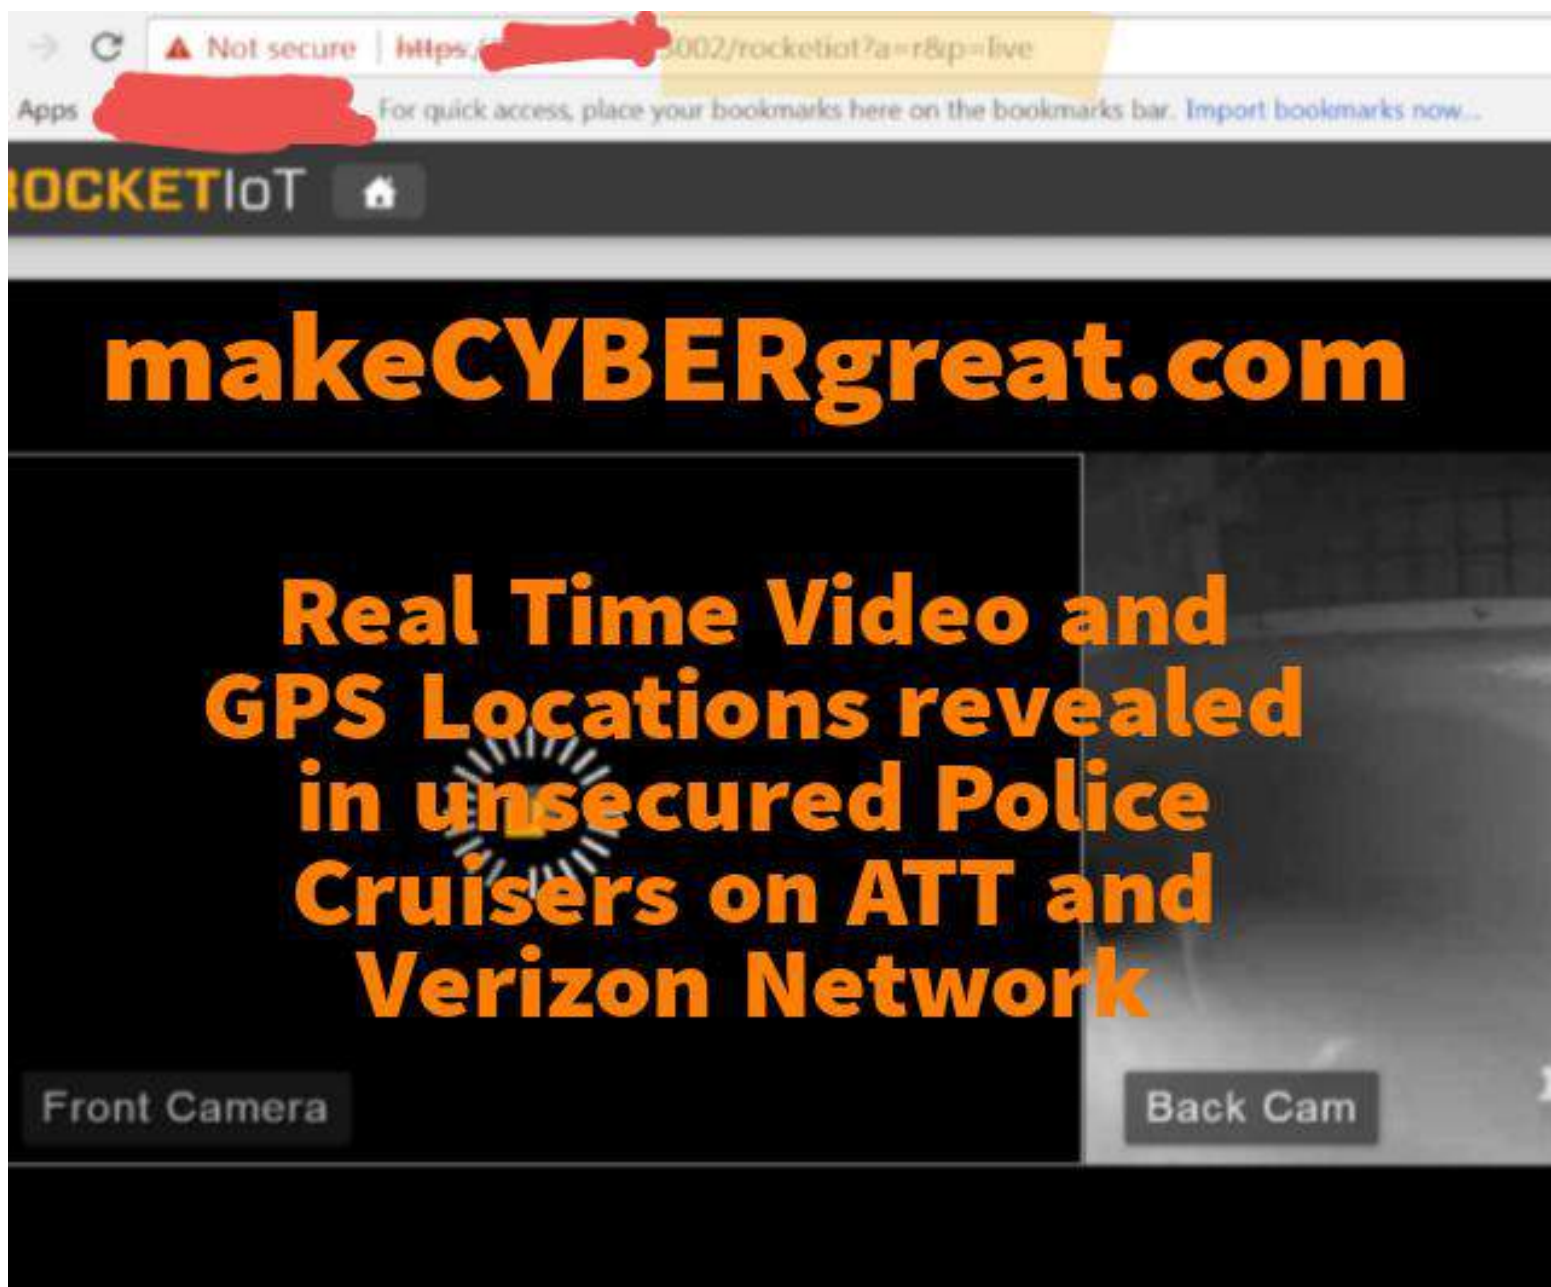 Not secure | https:/ 002/rocketiot?a=r&p=live
Apps For quick access, place your bookmarks here on the bookmarks bar. Import bookmarks now...
ROCKETIoT
makeCYBERgreat.com
Real Time Video and
GPS Locations revealed
in unsecured Police
Cruisers on ATT and
Verizon Network
Front Camera
Back Cam